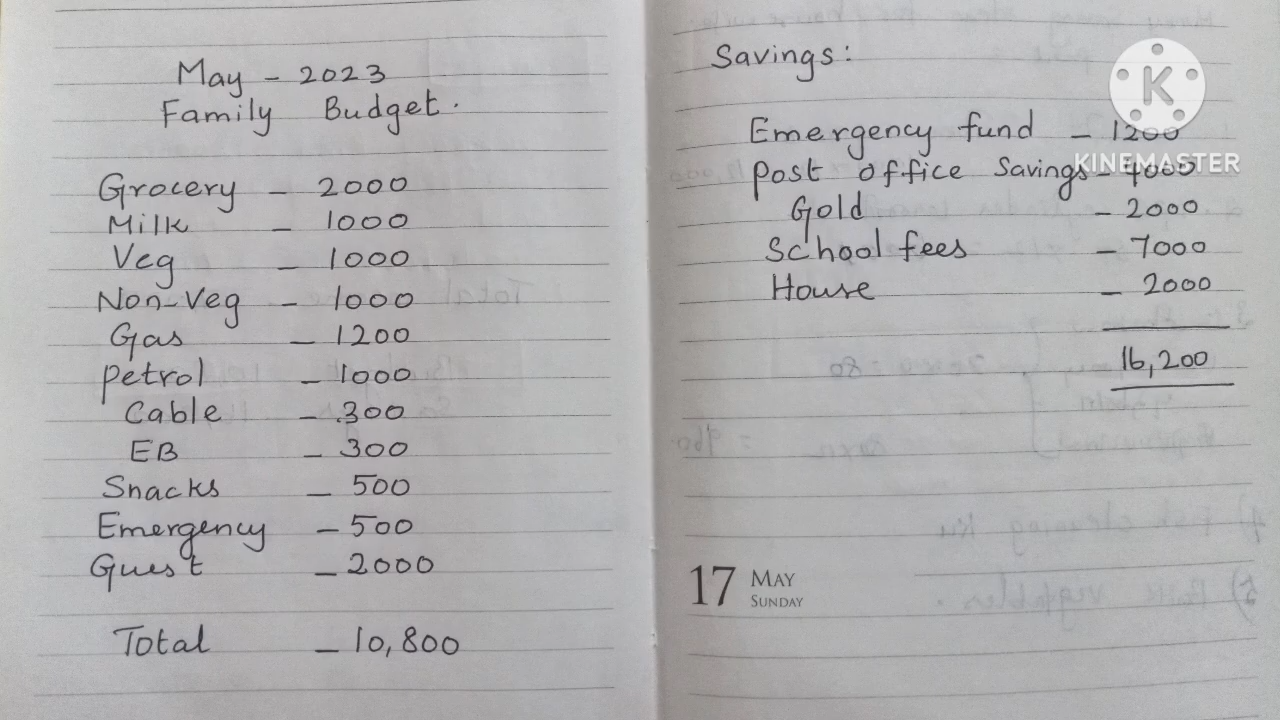 May - 2023
Family Budget.
Grocery - 2000
Milk - 1000
Veg - 1000
Non-Veg - 1000
Gas - 1200
Petrol - 1000
Cable - 300
EB - 300
Snacks - 500
Emergency - 500
Guest - 2000
Total - 10,800
Savings:
Emergency fund - 1200
Post office Savings - 4000
Gold - 2000
School fees - 7000
House - 2000
16,200
17 MAY
SUNDAY
K
KINEMASTER